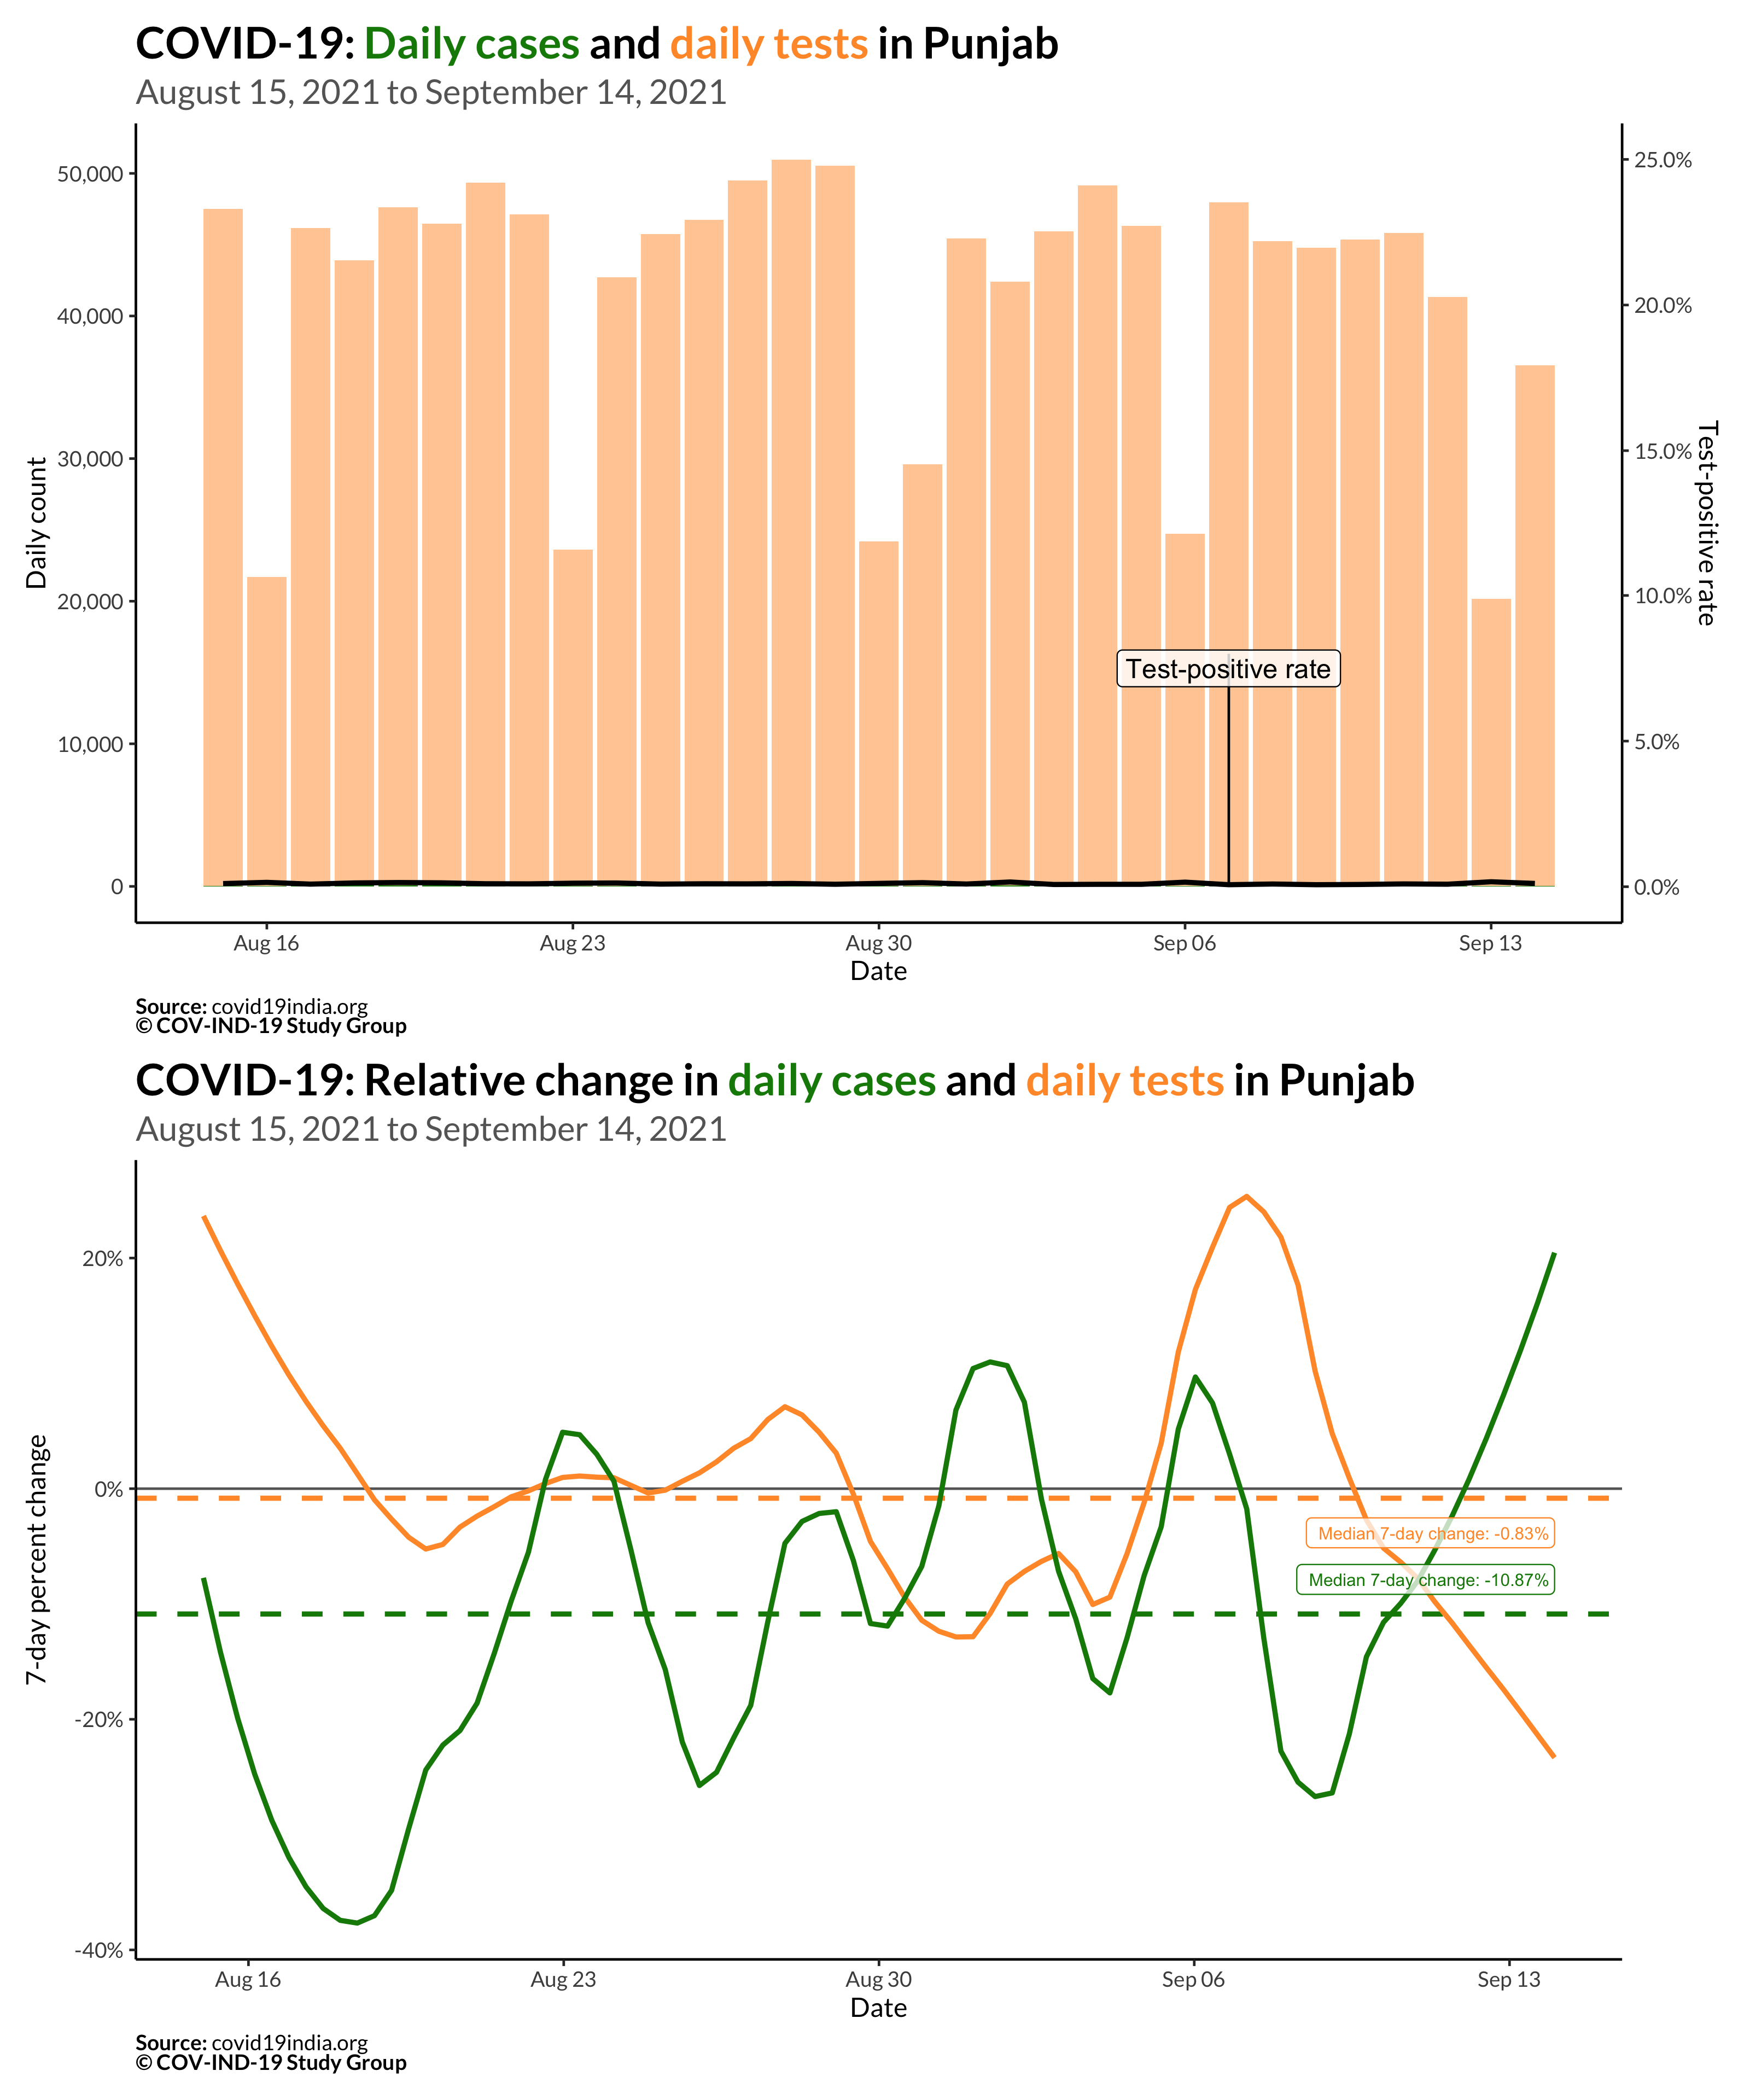 COVID-19: Daily cases and daily tests in Punjab
August 15, 2021 to September 14, 2021
50,000
40,000
30,000
20,000
10,000
0
Daily count
25.0%
20.0%
15.0%
10.0%
5.0%
0.0%
Test-positive rate
Test-positive rate
Aug 16
Aug 23
Aug 30
Sep 06
Sep 13
Date
Source: covid19india.org
© COV-IND-19 Study Group
COVID-19: Relative change in daily cases and daily tests in Punjab
August 15, 2021 to September 14, 2021
20%
0%
-20%
-40%
7-day percent change
Median 7-day change: -0.83%
Median 7-day change: -10.87%
Aug 16
Aug 23
Aug 30
Sep 06
Sep 13
Date
Source: covid19india.org
© COV-IND-19 Study Group